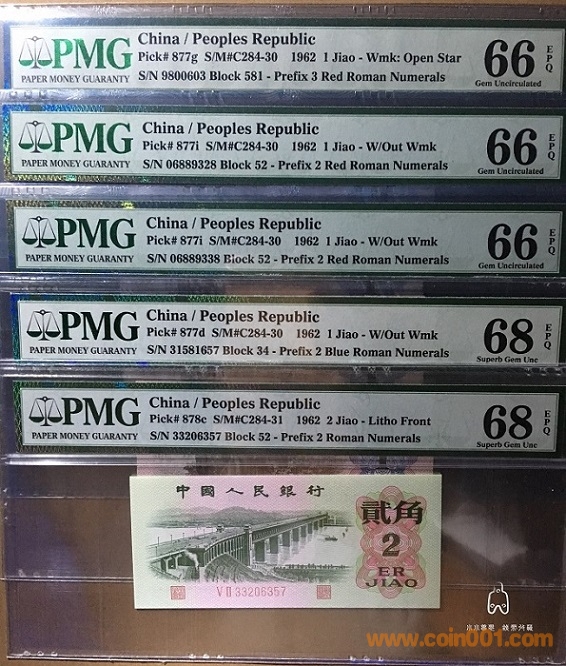 PMG
PAPER MONEY GUARANTY
China / Peoples Republic
Pick# 877g S/M#C284-30 1962 1 Jiao - Wmk: Open Star
S/N 9800603 Block 581 - Prefix 3 Red Roman Numerals
66 EPQ
Gem Uncirculated
PMG
PAPER MONEY GUARANTY
China / Peoples Republic
Pick# 877i S/M#C284-30 1962 1 Jiao - W/Out Wmk
S/N 06889328 Block 52 - Prefix 2 Red Roman Numerals
66 EPQ
Gem Uncirculated
PMG
PAPER MONEY GUARANTY
China / Peoples Republic
Pick# 877i S/M#C284-30 1962 1 Jiao - W/Out Wmk
S/N 06889338 Block 52 - Prefix 2 Red Roman Numerals
66 EPQ
Gem Uncirculated
PMG
PAPER MONEY GUARANTY
China / Peoples Republic
Pick# 877d S/M#C284-30 1962 1 Jiao - W/Out Wmk
S/N 31581657 Block 34 - Prefix 2 Blue Roman Numerals
68 EPQ
Superb Gem Unc
PMG
PAPER MONEY GUARANTY
China / Peoples Republic
Pick# 878c S/M#C284-31 1962 2 Jiao - Litho Front
S/N 33206357 Block 52 - Prefix 2 Roman Numerals
68 EPQ
Superb Gem Unc
中國人民銀行
貳角
2
ER
JIAO
V II 33206357
www.coin001.com